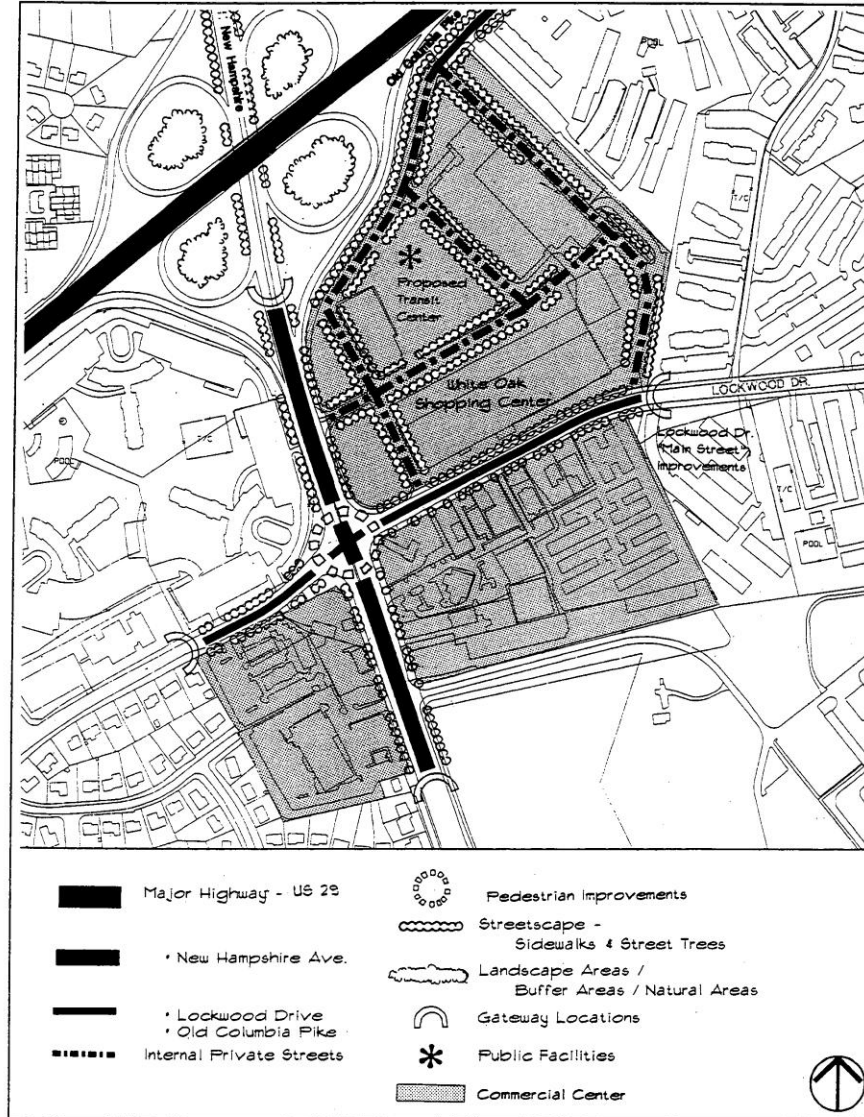 New Hampshire
Old Columbia Pike
T/C
Proposed
Transit
Center
White Oak
Shopping Center
LOCKWOOD DR.
Lockwood Dr.
"Main Street"
Improvements
T/C
POOL
T/C
POOL
Major Highway - US 29
• New Hampshire Ave.
• Lockwood Drive
• Old Columbia Pike
Internal Private Streets
Pedestrian Improvements
Streetscape -
Sidewalks & Street Trees
Landscape Areas /
Buffer Areas / Natural Areas
Gateway Locations
Public Facilities
Commercial Center